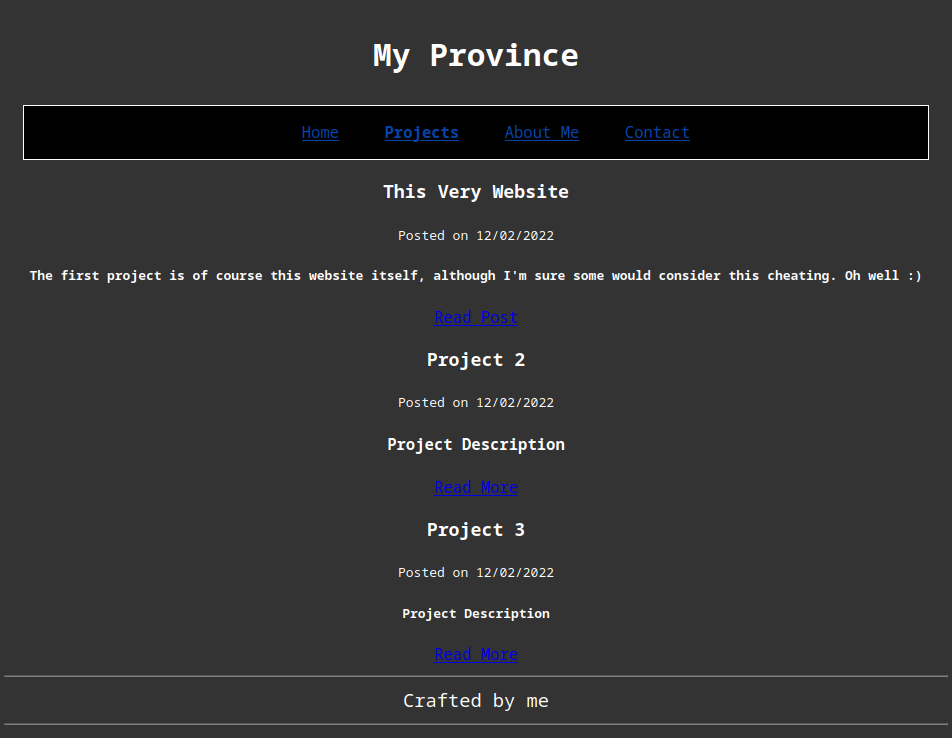 My Province
Home Projects About Me Contact
This Very Website
Posted on 12/02/2022
The first project is of course this website itself, although I'm sure some would consider this cheating. Oh well :)
Read Post
Project 2
Posted on 12/02/2022
Project Description
Read More
Project 3
Posted on 12/02/2022
Project Description
Read More
Crafted by me